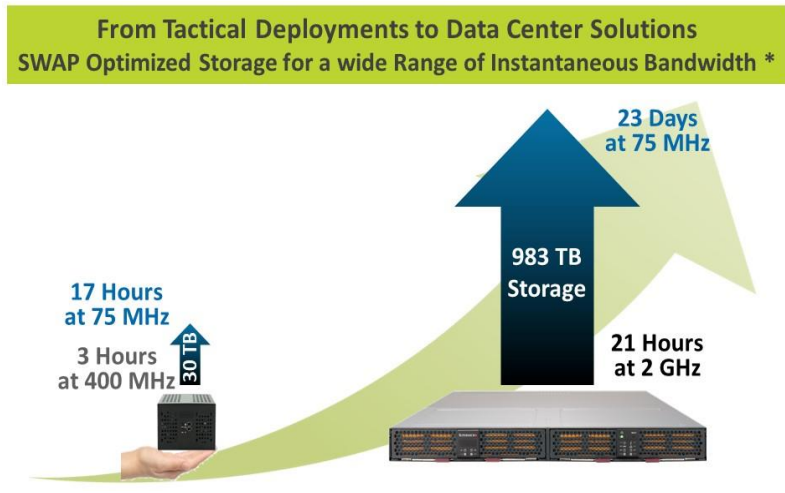 From Tactical Deployments to Data Center Solutions
SWAP Optimized Storage for a wide Range of Instantaneous Bandwidth *
23 Days
at 75 MHz
983 TB
Storage
17 Hours
at 75 MHz
3 Hours
at 400 MHz
30 TB
21 Hours
at 2 GHz